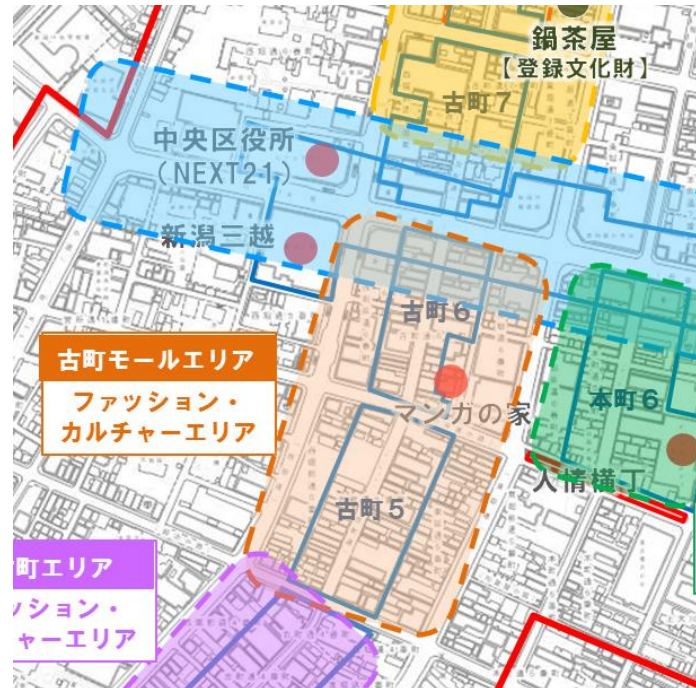 鍋茶屋
【登録文化財】
古町7
中央区役所
（NEXT21）
新潟三越
古町6
古町モールエリア
ファッション・
カルチャーエリア
マンガの家
本町6
人情横丁
古町5
町エリア
ッション・
ャーエリア